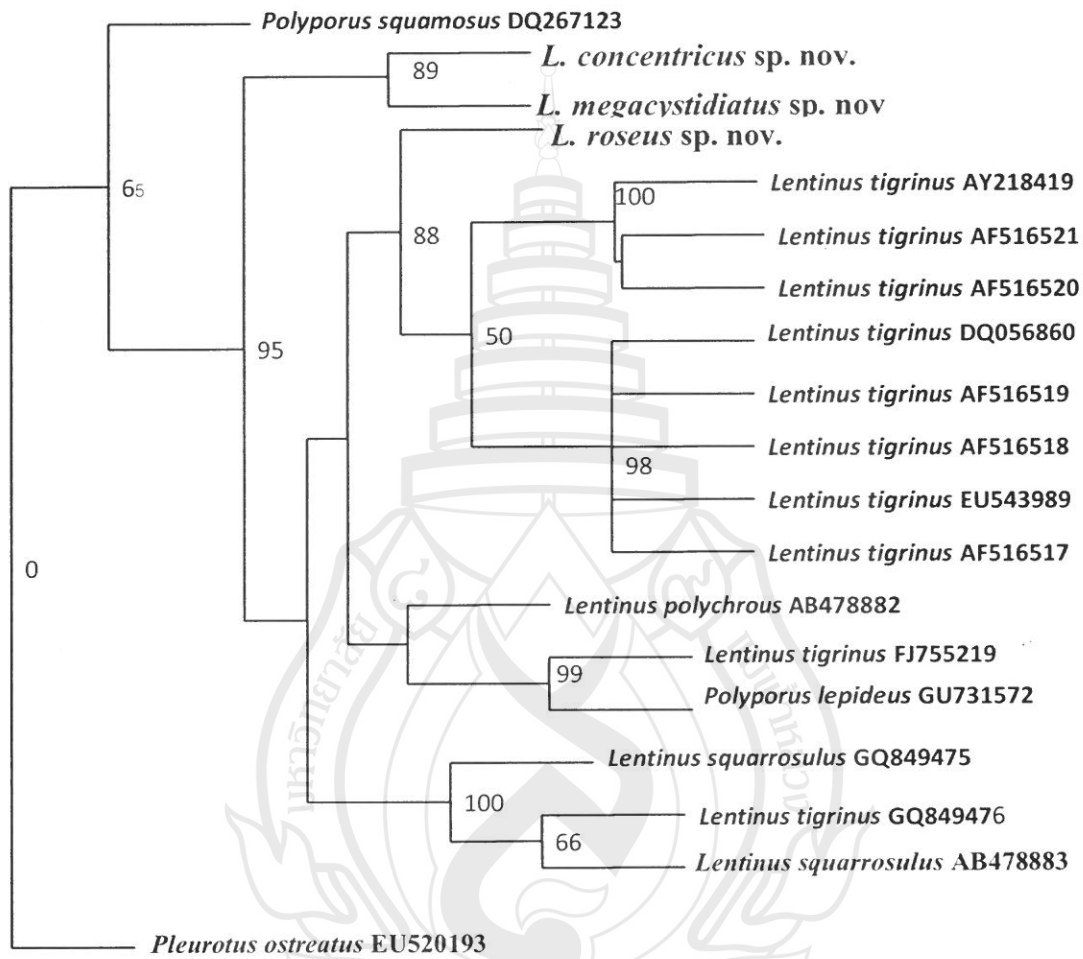 Polyporus squamosus DQ267123
L. concentricus sp. nov.
89
L. megacystidiatus sp. nov
L. roseus sp. nov.
Lentinus tigrinus AY218419
100
65
Lentinus tigrinus AF516521
88
Lentinus tigrinus AF516520
Lentinus tigrinus DQ056860
50
95
Lentinus tigrinus AF516519
Lentinus tigrinus AF516518
98
Lentinus tigrinus EU543989
Lentinus tigrinus AF516517
0
Lentinus polychrous AB478882
Lentinus tigrinus FJ755219
99
Polyporus lepideus GU731572
Lentinus squarrosulus GQ849475
100
Lentinus tigrinus GQ849476
66
Lentinus squarrosulus AB478883
Pleurotus ostreatus EU520193